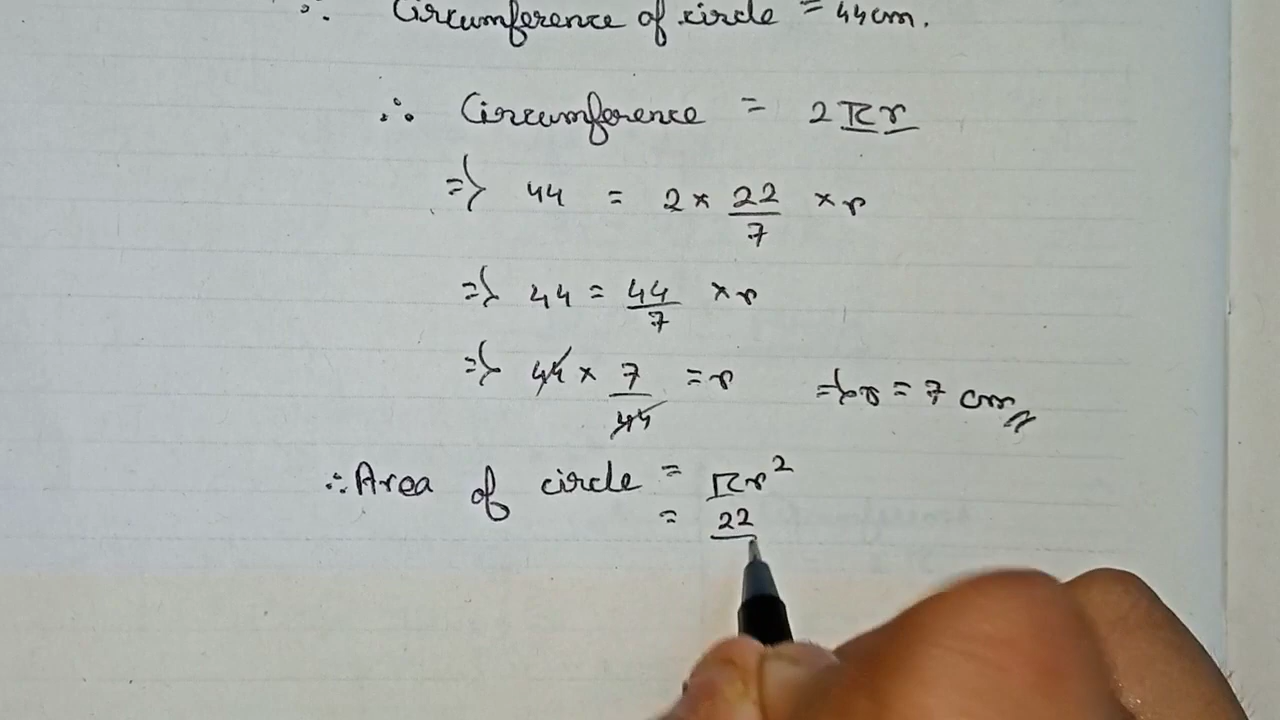 ∴ Circumference of circle = 44cm.
∴ Circumference = 2πr
=> 44 = 2 × 22/7 × r
=> 44 = 44/7 × r
=> 44 × 7/44 = r => r = 7 cm
∴ Area of circle = πr²
= 22